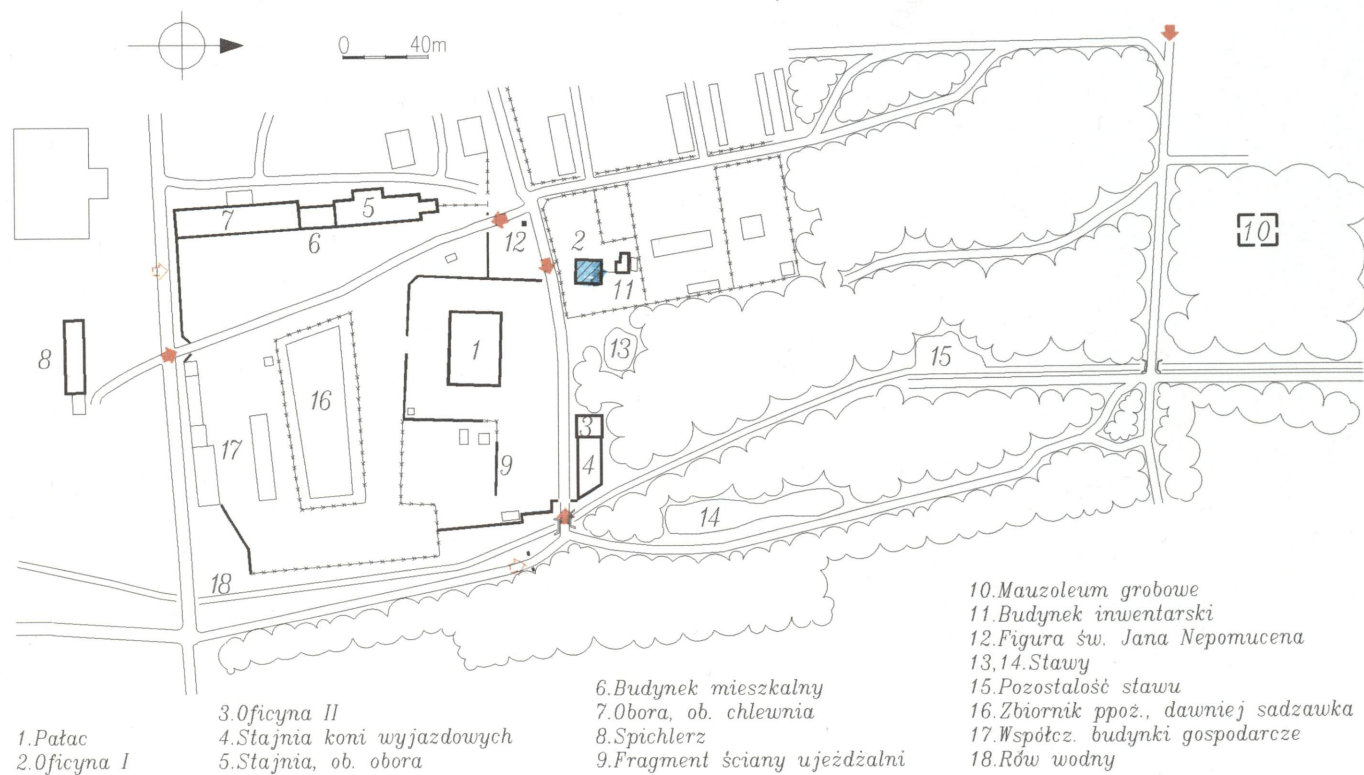 0 40m
7
5
6
12
2
11
10
8
1
13
15
16
3
17
9
4
14
18
1.Pałac
2.Oficyna I
3.Oficyna II
4.Stajnia koni wyjazdowych
5.Stajnia, ob. obora
6.Budynek mieszkalny
7.Obora, ob. chlewnia
8.Spichlerz
9.Fragment ściany ujeżdżalni
10.Mauzoleum grobowe
11.Budynek inwentarski
12.Figura św. Jana Nepomucena
13,14.Stawy
15.Pozostałość stawu
16.Zbiornik ppoż., dawniej sadzawka
17.Współcz. budynki gospodarcze
18.Rów wodny